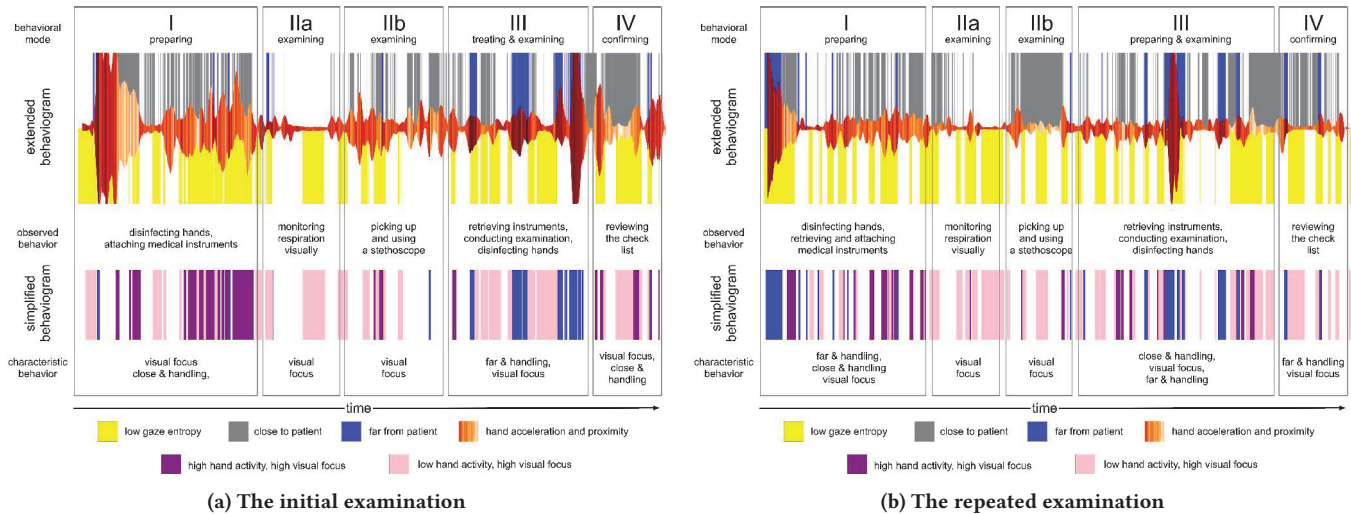 behavioral
mode
I
preparing
IIa
examining
IIb
examining
III
treating & examining
IV
confirming
extended
behaviogram
observed
behavior
disinfecting hands,
attaching medical instruments
monitoring
respiration
visually
picking up
and using
a stethoscope
retrieving instruments,
conducting examination,
disinfecting hands
reviewing
the check
list
simplified
behaviogram
characteristic
behavior
visual focus
close & handling,
visual
focus
visual
focus
far & handling,
visual focus
visual focus,
close &
handling
time
low gaze entropy
close to patient
far from patient
hand acceleration and proximity
high hand activity, high visual focus
low hand activity, high visual focus
(a) The initial examination
behavioral
mode
I
preparing
IIa
examining
IIb
examining
III
preparing & examining
IV
confirming
extended
behaviogram
observed
behavior
disinfecting hands,
retrieving and attaching
medical instruments
monitoring
respiration
visually
picking up
and using
a stethoscope
retrieving instruments,
conducting examination,
disinfecting hands
reviewing
the check
list
simplified
behaviogram
characteristic
behavior
far & handling,
close & handling
visual focus
visual
focus
visual
focus
close & handling,
visual focus,
far & handling
far & handling
visual focus
time
low gaze entropy
close to patient
far from patient
hand acceleration and proximity
high hand activity, high visual focus
low hand activity, high visual focus
(b) The repeated examination